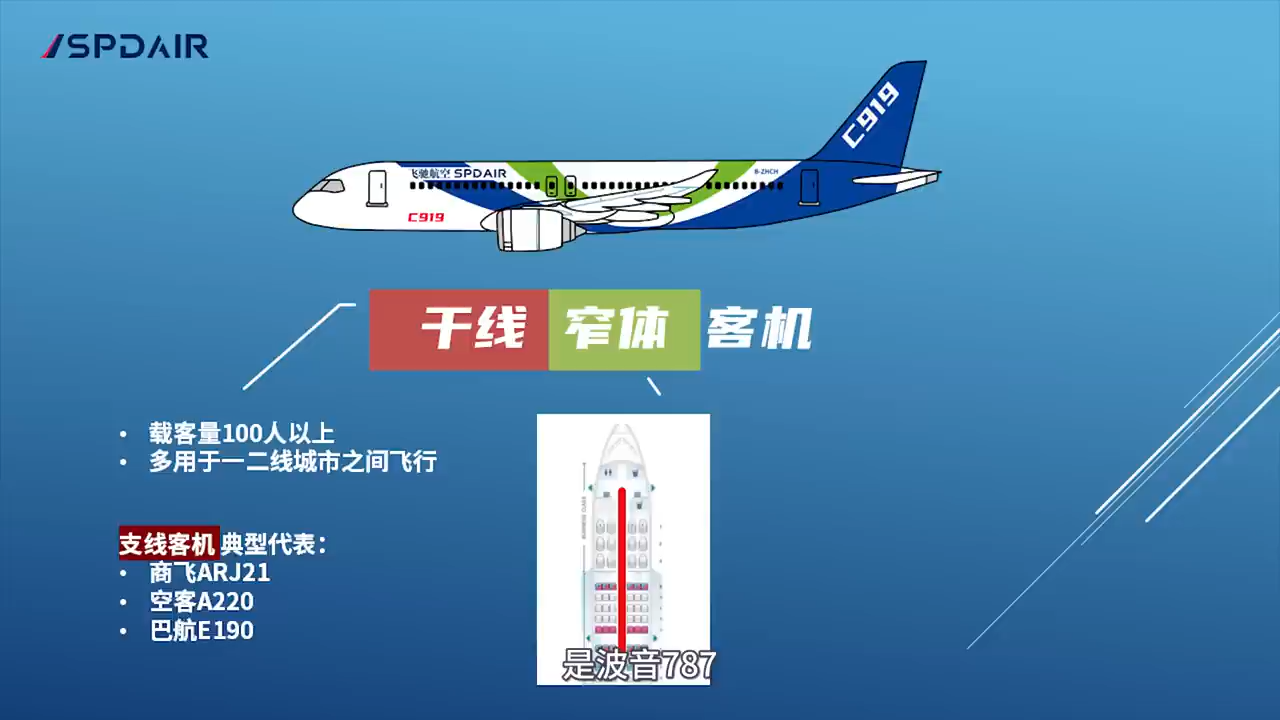 SPDAIR
C919
飞驰航空 SPDAIR
B-ZHCH
C919
干线 窄体 客机
• 载客量100人以上
• 多用于一二线城市之间飞行
支线客机 典型代表：
• 商飞ARJ21
• 空客A220
• 巴航E190
BUSINESS CLASS
是波音787